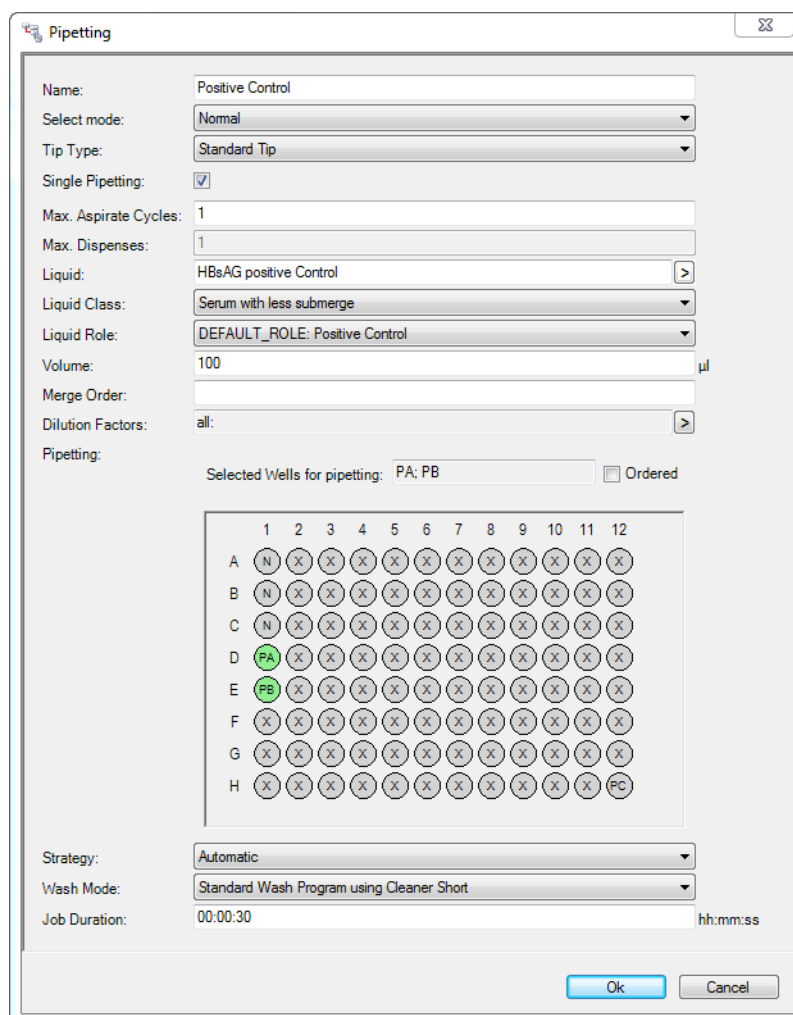 Pipetting
Name: Positive Control
Select mode: Normal
Tip Type: Standard Tip
Single Pipetting:
Max. Aspirate Cycles: 1
Max. Dispenses: 1
Liquid: HBsAG positive Control >
Liquid Class: Serum with less submerge
Liquid Role: DEFAULT_ROLE: Positive Control
Volume: 100 µl
Merge Order:
Dilution Factors: all: >
Pipetting:
Selected Wells for pipetting: PA; PB Ordered
1 2 3 4 5 6 7 8 9 10 11 12
A N X X X X X X X X X X X
B N X X X X X X X X X X X
C N X X X X X X X X X X X
D PA X X X X X X X X X X X
E PB X X X X X X X X X X X
F X X X X X X X X X X X X
G X X X X X X X X X X X X
H X X X X X X X X X X X PC
Strategy: Automatic
Wash Mode: Standard Wash Program using Cleaner Short
Job Duration: 00:00:30 hh:mm:ss
Ok Cancel